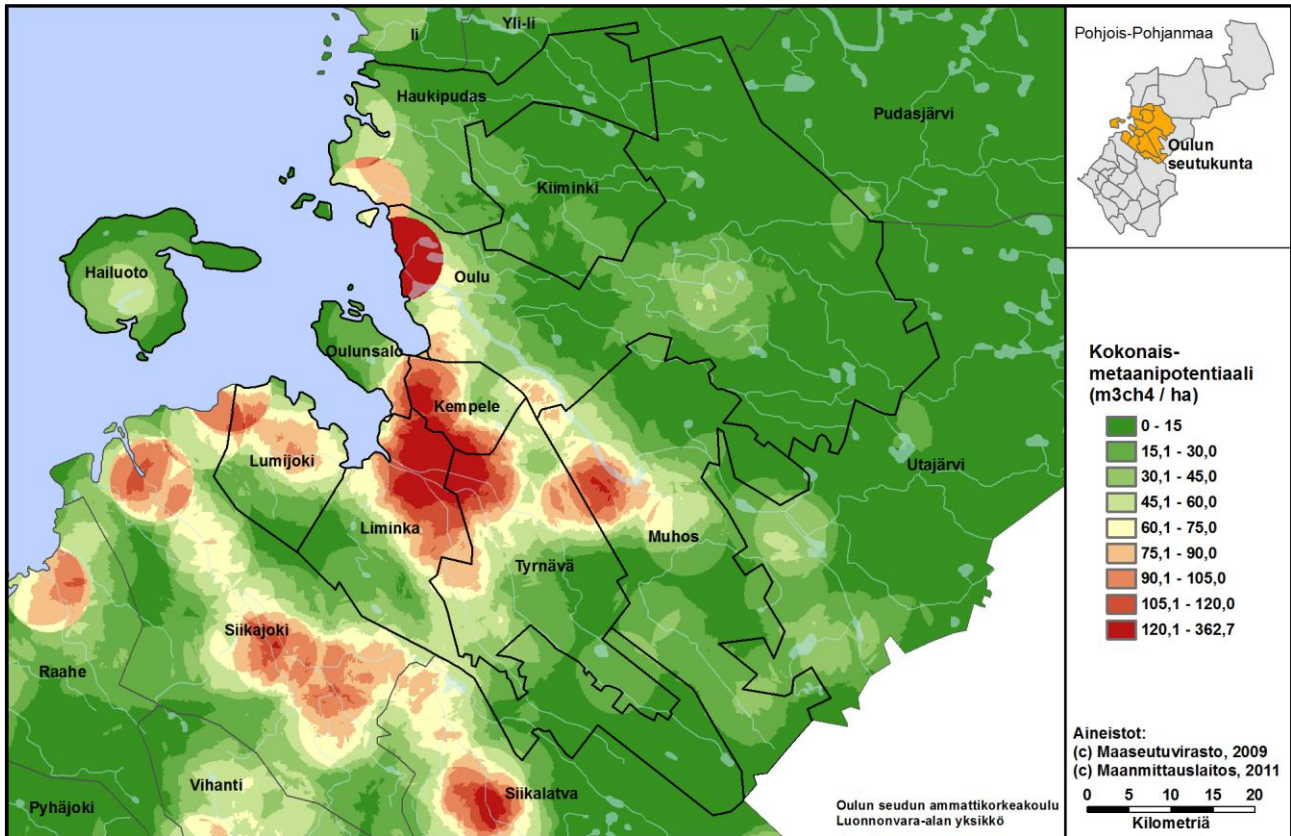 Ii
Yli-Ii
Haukipudas
Pudasjärvi
Kiiminki
Hailuoto
Oulu
Oulunsalo
Kempele
Lumijoki
Utajärvi
Liminka
Muhos
Tyrnävä
Siikajoki
Raahe
Vihanti
Siikalatva
Pyhäjoki
Oulun seudun ammattikorkeakoulu
Luonnonvara-alan yksikkö
Pohjois-Pohjanmaa
Oulun
seutukunta
Kokonais-
metaanipotentiaali
(m3ch4 / ha)
0 - 15
15,1 - 30,0
30,1 - 45,0
45,1 - 60,0
60,1 - 75,0
75,1 - 90,0
90,1 - 105,0
105,1 - 120,0
120,1 - 362,7
Aineistot:
(c) Maaseutuvirasto, 2009
(c) Maanmittauslaitos, 2011
0 5 10 15 20
Kilometriä